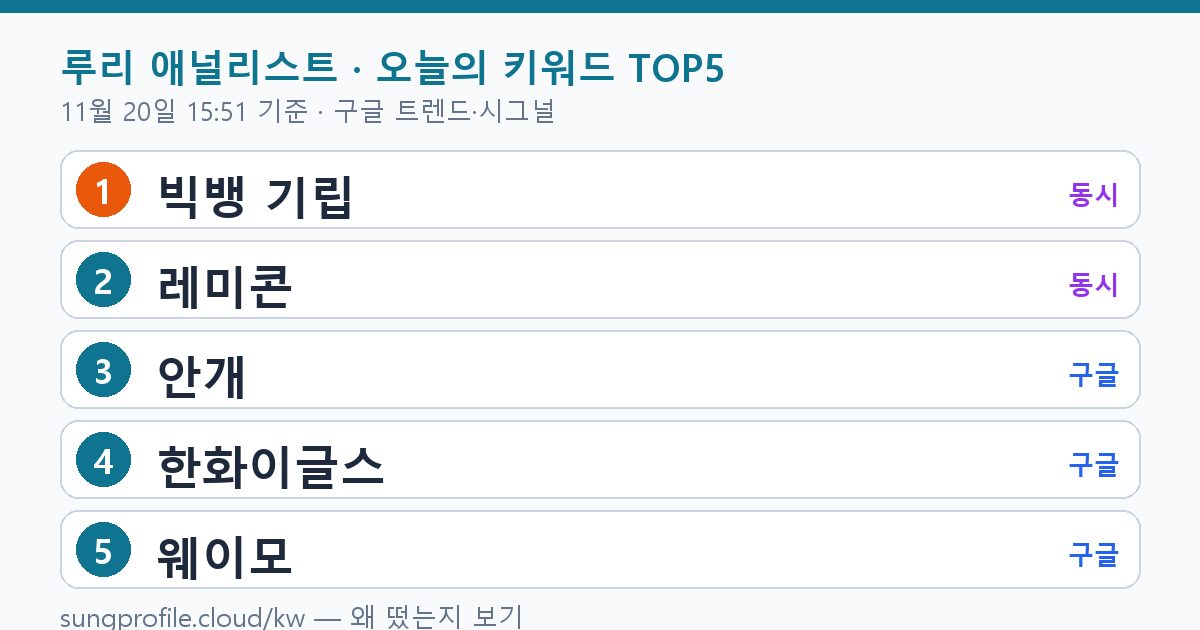 루리 애널리스트 · 오늘의 키워드 TOP5
11월 20일 15:51 기준 · 구글 트렌드·시그널
1 빅뱅 기립 동시
2 레미콘 동시
3 안개 구글
4 한화이글스 구글
5 웨이모 구글
sungprofile.cloud/kw — 왜 떴는지 보기